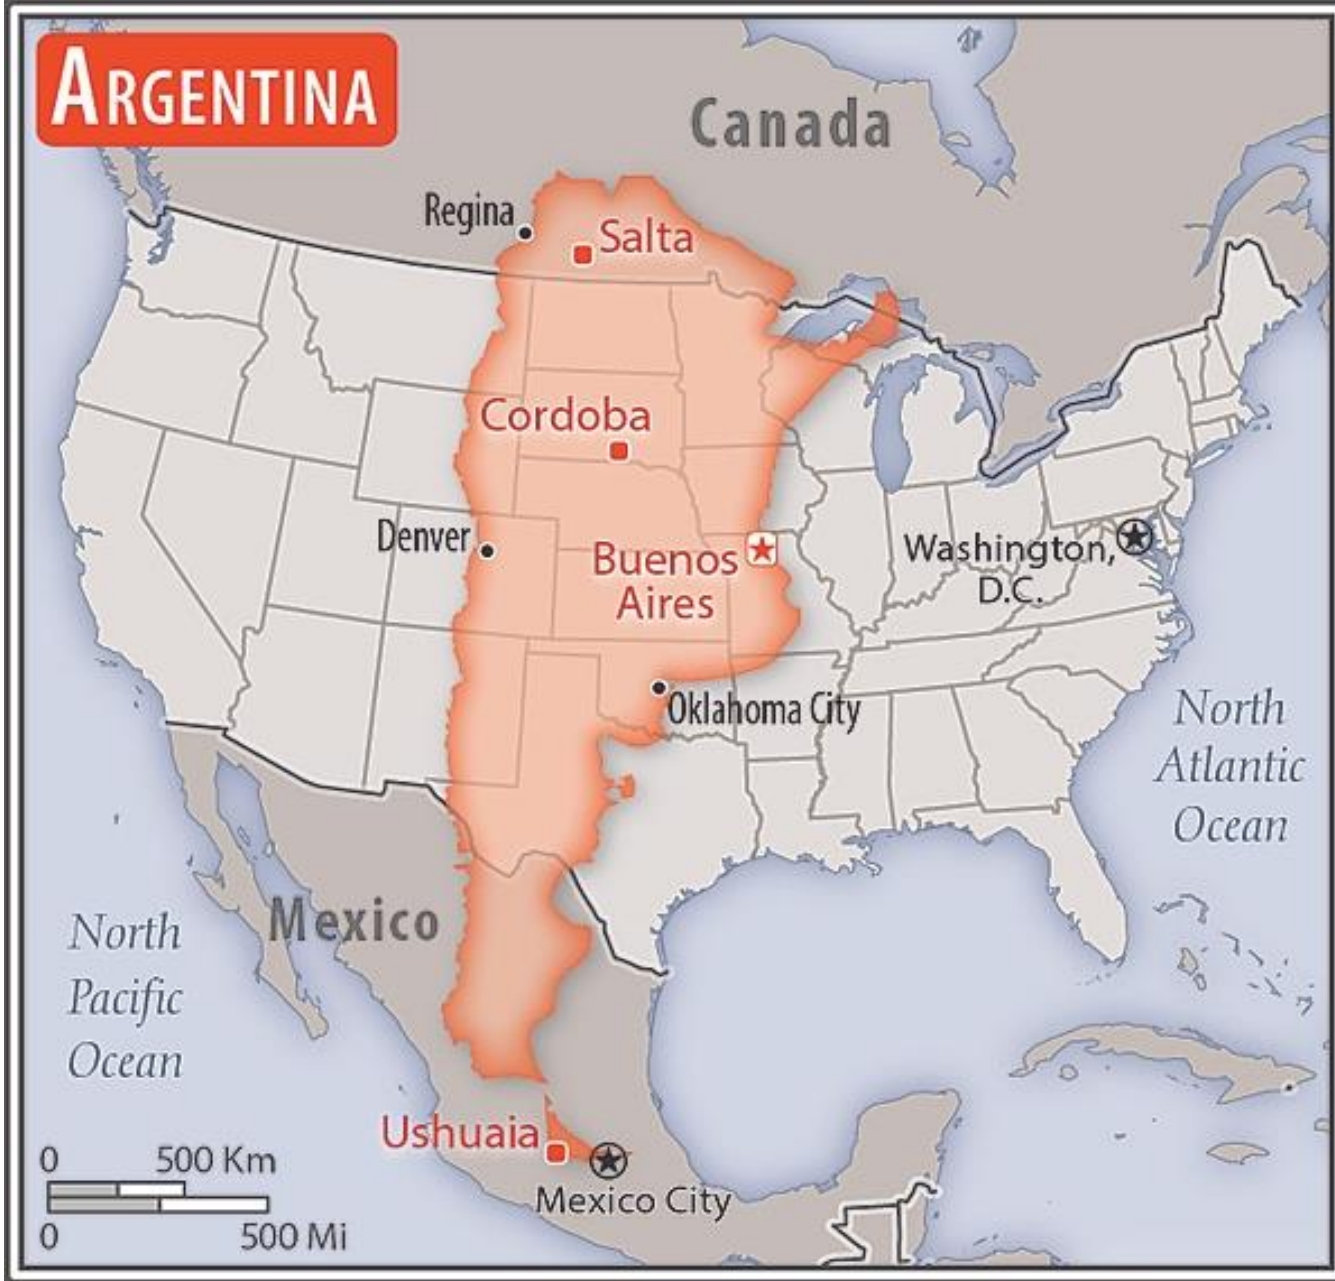 ARGENTINA
Canada
Regina
Salta
Cordoba
Denver
Buenos
Aires
Washington,
D.C.
Oklahoma City
North
Atlantic
Ocean
Mexico
North
Pacific
Ocean
Ushuaia
Mexico City
0 500 Km
0 500 Mi